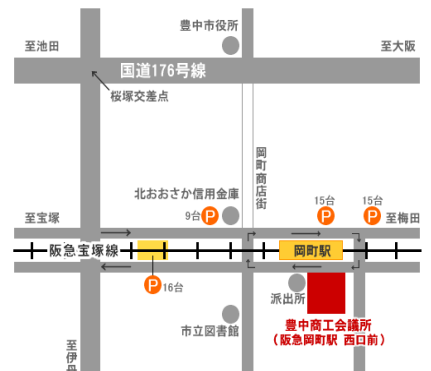 豊中市役所
至池田
至大阪
国道176号線
桜塚交差点
岡町商店街
北おおさか信用金庫
9台 P
15台
P
15台
P
至宝塚
至梅田
阪急宝塚線
岡町駅
P 16台
派出所
市立図書館
豊中商工会議所
(阪急岡町駅 西口前)
至伊丹